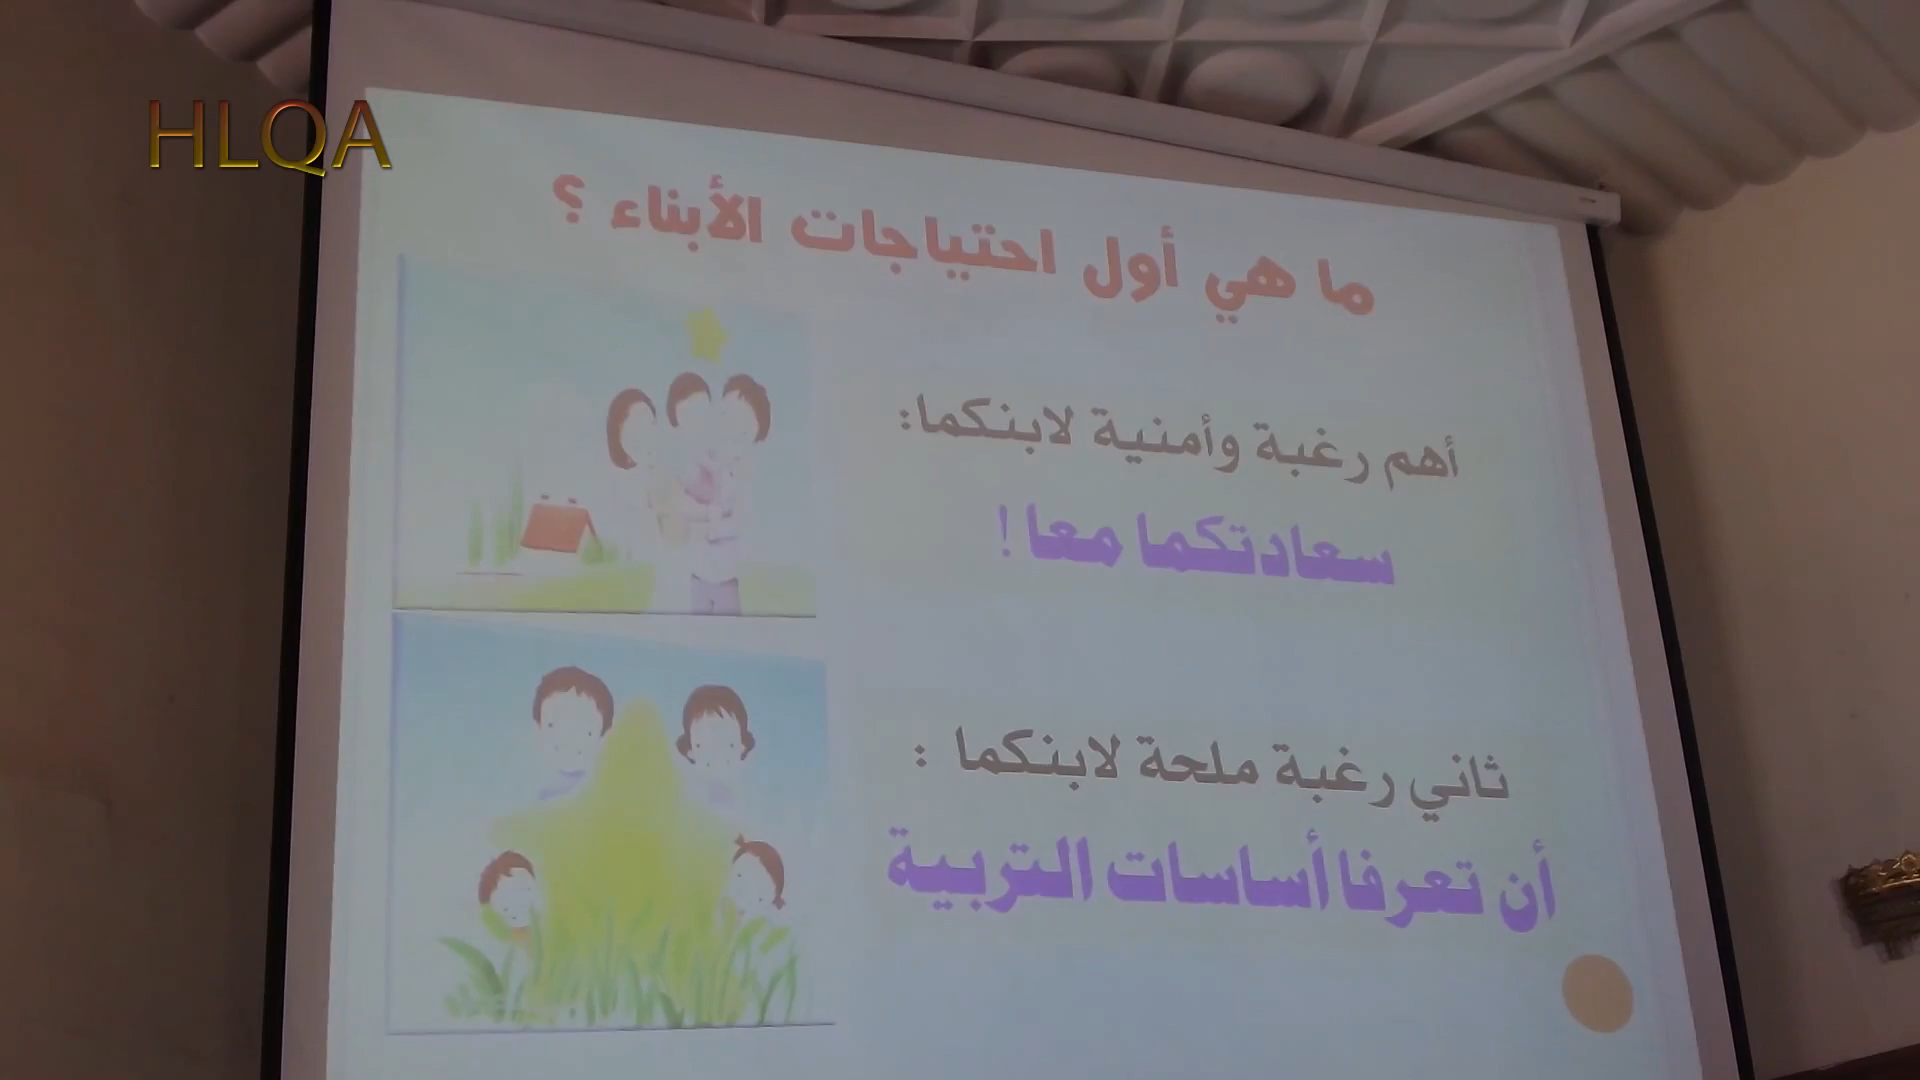 HLQA
ما هي أول احتياجات الأبناء ؟
أهم رغبة وأمنية لابنكما:
سعادتكما معا !
ثاني رغبة ملحة لابنكما :
أن تعرفا أساسات التربية